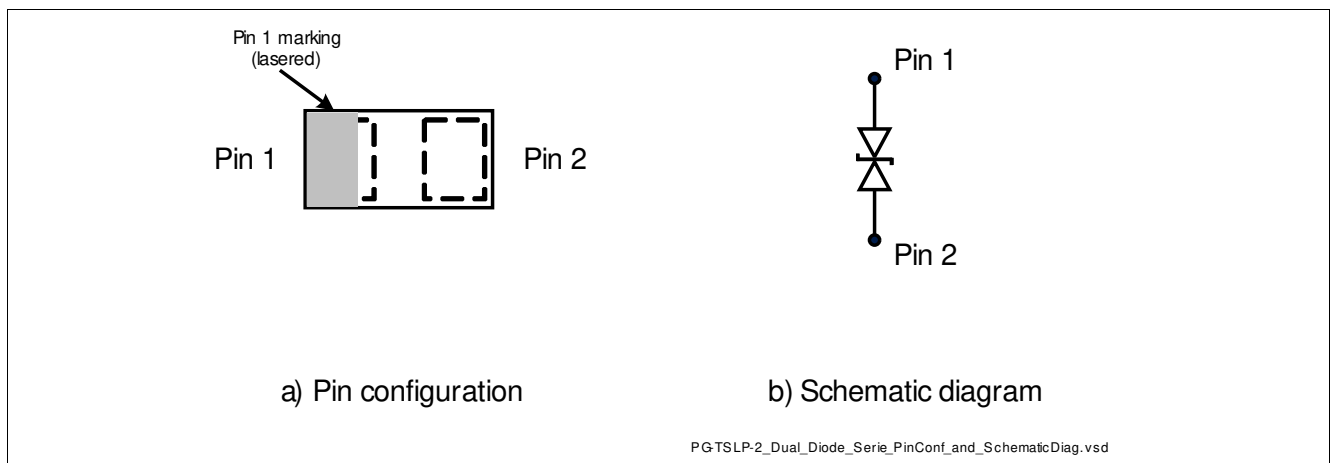 Pin 1 marking
(lasered)
Pin 1
Pin 2
a) Pin configuration
Pin 1
Pin 2
b) Schematic diagram
PG-TSLP-2_Dual_Diode_Serie_PinConf_and_SchematicDiag.vsd